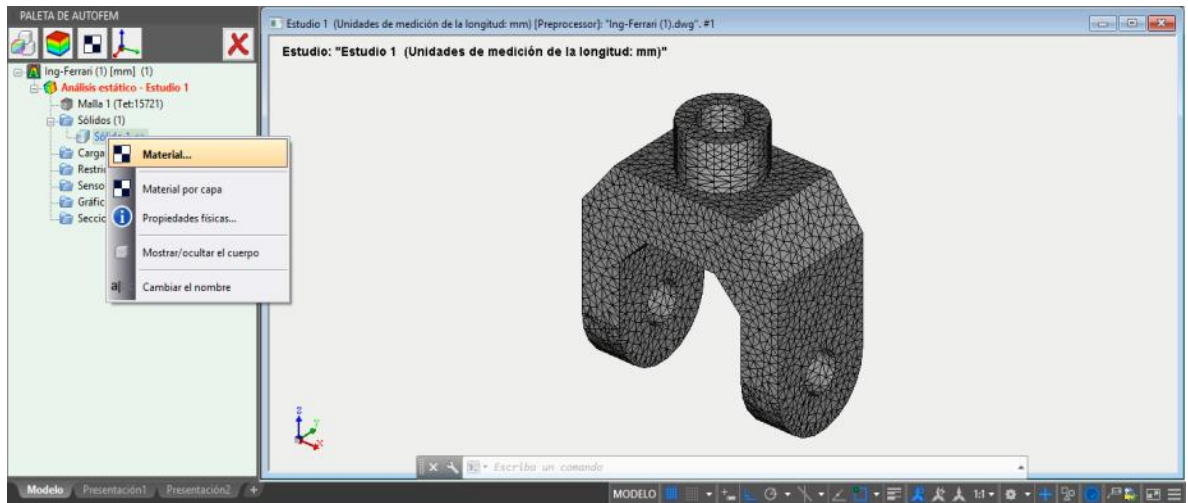 PALETA DE AUTOFEM
Ing-Ferrari (1) [mm] (1)
Análisis estático - Estudio 1
Malla 1 (Tet:15721)
Sólidos (1)
Carga
Gráfic
Secció
Material...
Material por capa
Propiedades físicas...
Mostrar/ocultar el cuerpo
a| Cambiar el nombre
Estudio 1 (Unidades de medición de la longitud: mm) [Preprocessor]: "Ing-Ferrari (1).dwg". #1
Estudio: "Estudio 1 (Unidades de medición de la longitud: mm)"
Z
Y
X
Escriba un comando
Modelo Presentación1 Presentación2 +
MODELO 1:1